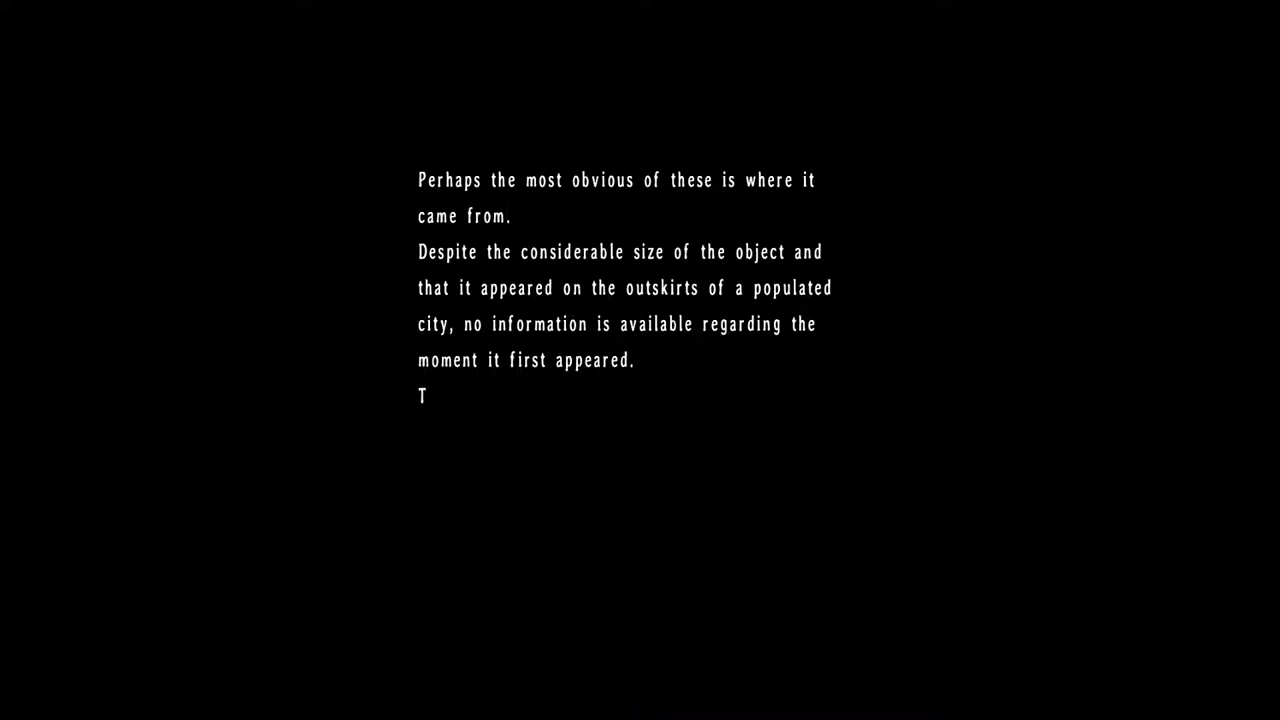 Perhaps the most obvious of these is where it
came from.
Despite the considerable size of the object and
that it appeared on the outskirts of a populated
city, no information is available regarding the
moment it first appeared.
T